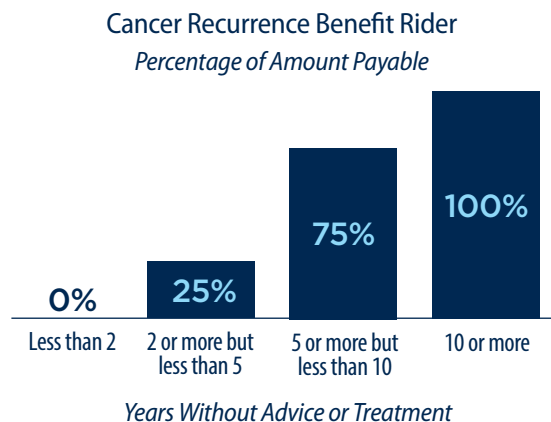 Cancer Recurrence Benefit Rider
Percentage of Amount Payable
0%
25%
75%
100%
Less than 2
2 or more but
less than 5
5 or more but
less than 10
10 or more
Years Without Advice or Treatment